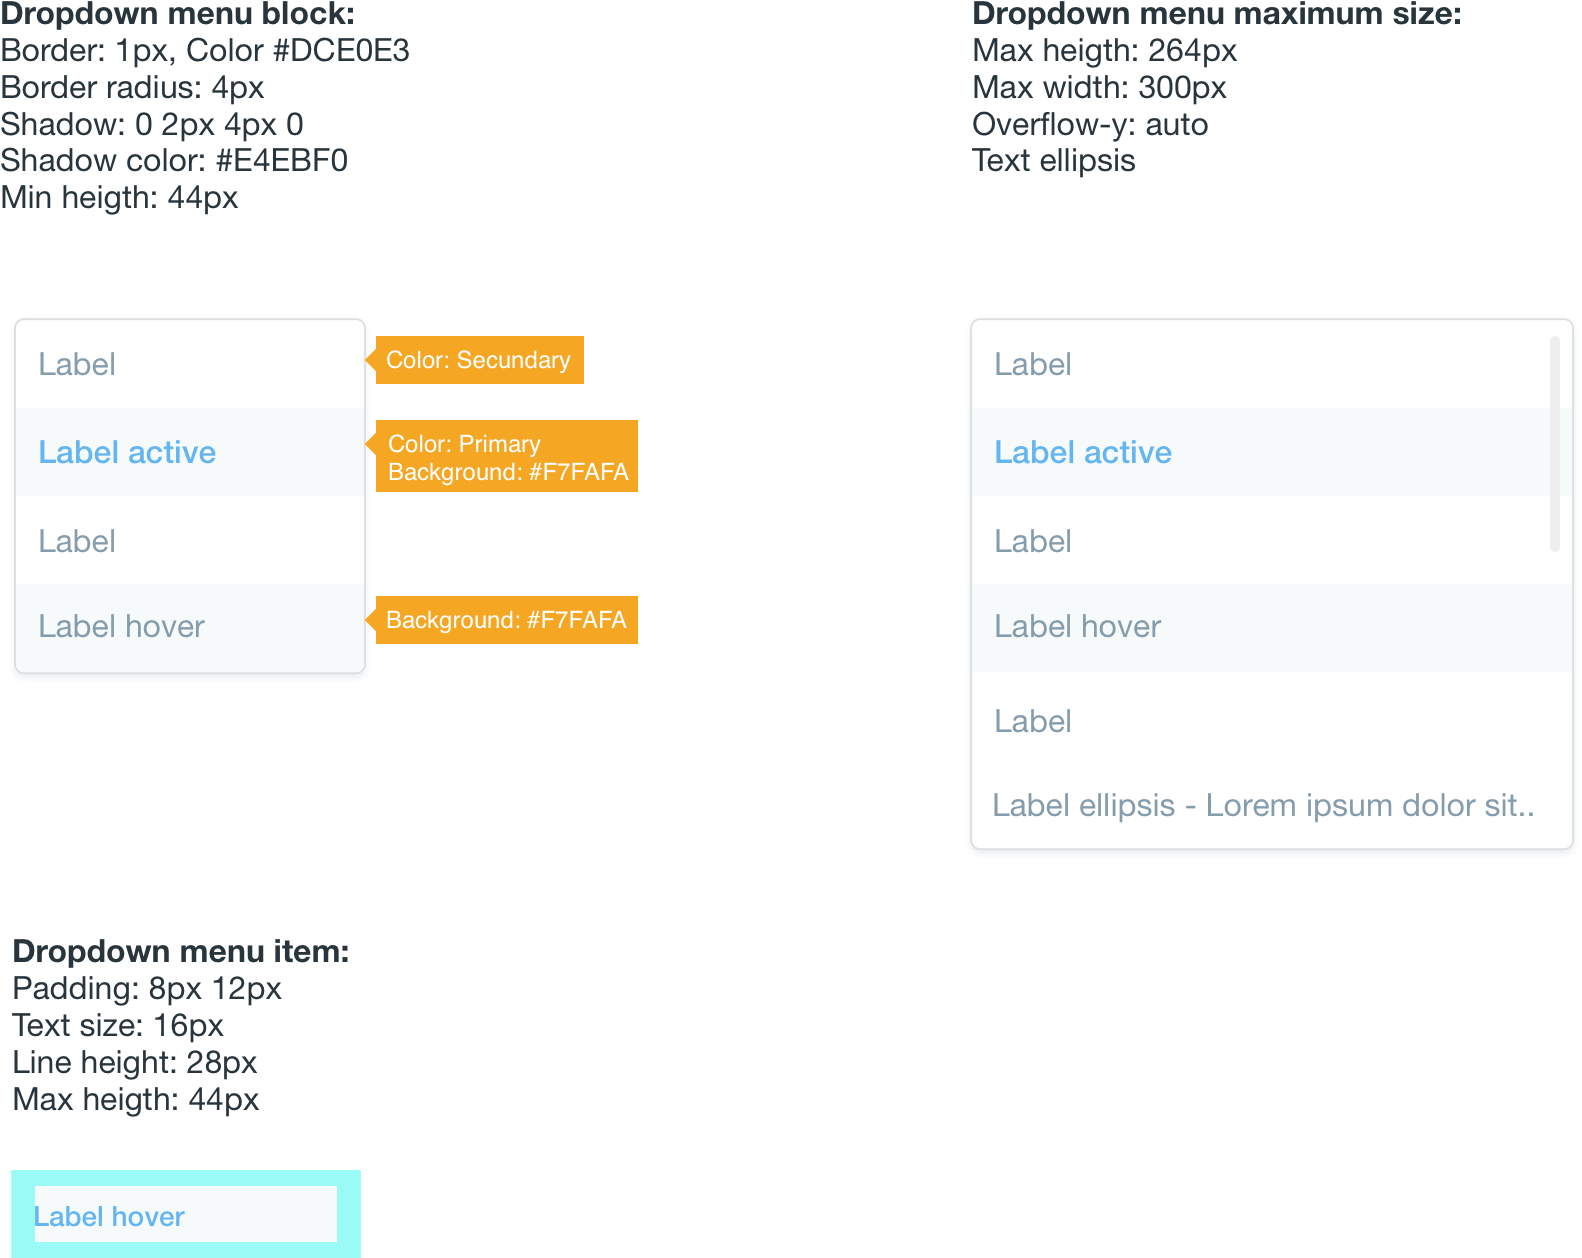 Dropdown menu block:
Border: 1px, Color #DCE0E3
Border radius: 4px
Shadow: 0 2px 4px 0
Shadow color: #E4EBF0
Min heigth: 44px
Dropdown menu maximum size:
Max heigth: 264px
Max width: 300px
Overflow-y: auto
Text ellipsis
Label
Color: Secundary
Label active
Color: Primary
Background: #F7FAFA
Label
Label hover
Background: #F7FAFA
Label
Label active
Label
Label hover
Label
Label ellipsis - Lorem ipsum dolor sit..
Dropdown menu item:
Padding: 8px 12px
Text size: 16px
Line height: 28px
Max heigth: 44px
Label hover